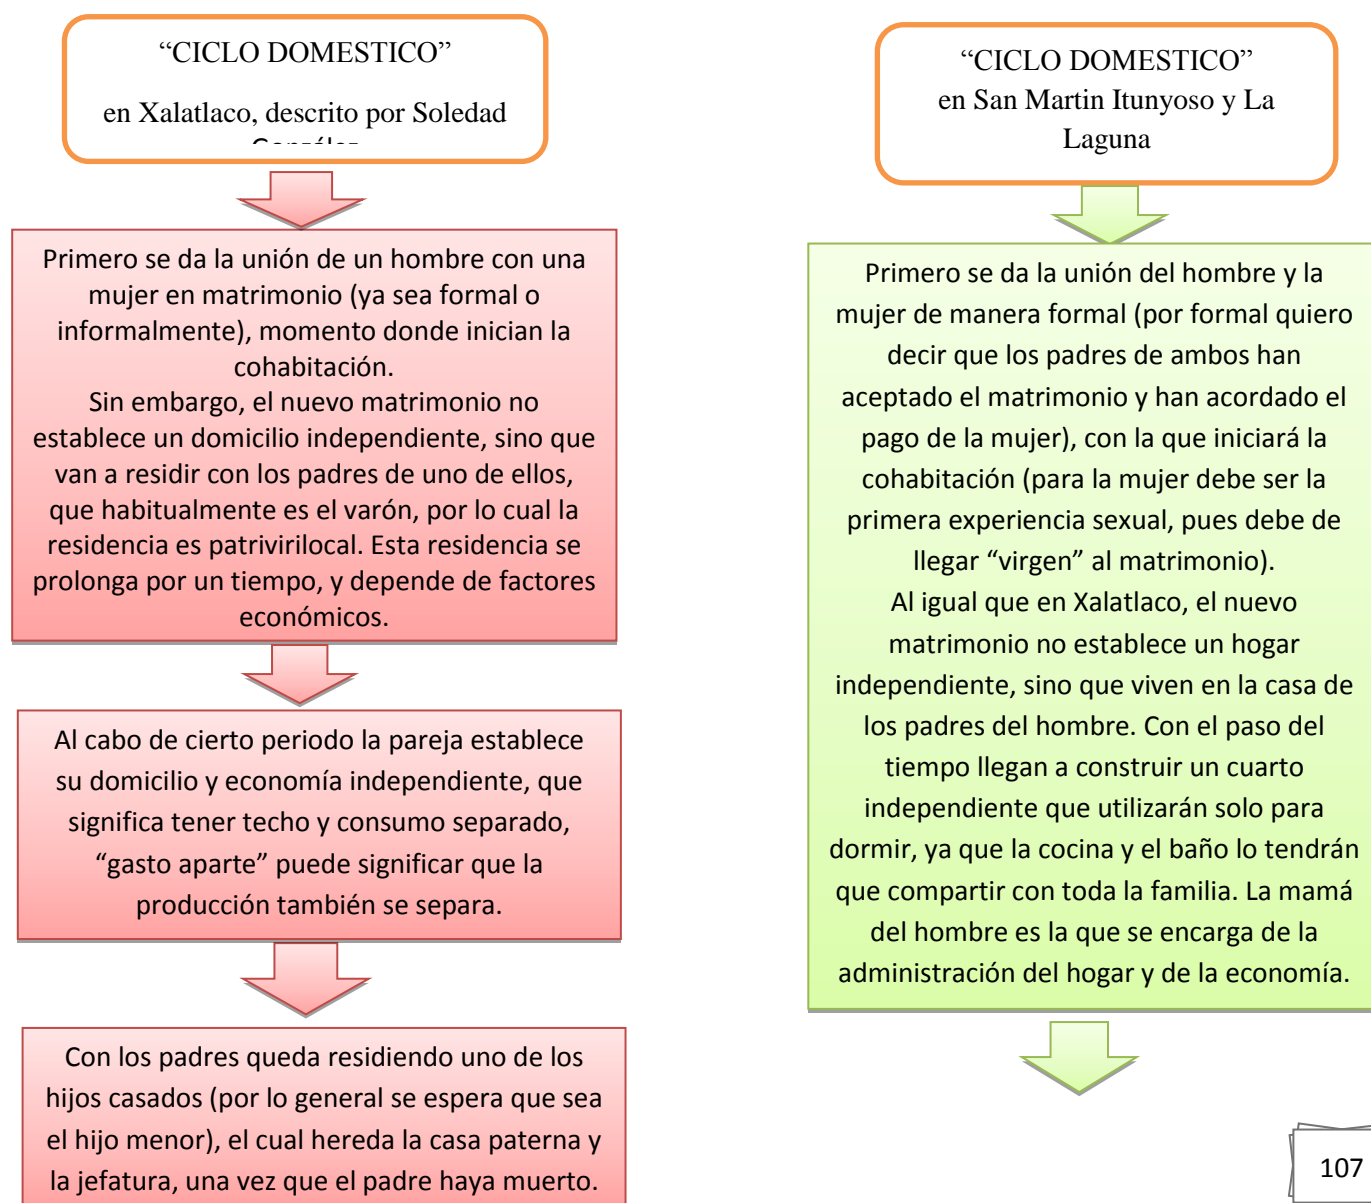 “CICLO DOMESTICO”
en Xalatlaco, descrito por Soledad
Primero se da la unión de un hombre con una
mujer en matrimonio (ya sea formal o
informalmente), momento donde inician la
cohabitación.
Sin embargo, el nuevo matrimonio no
establece un domicilio independiente, sino que
van a residir con los padres de uno de ellos,
que habitualmente es el varón, por lo cual la
residencia es patrivirilocal. Esta residencia se
prolonga por un tiempo, y depende de factores
económicos.
Al cabo de cierto periodo la pareja establece
su domicilio y economía independiente, que
significa tener techo y consumo separado,
“gasto aparte” puede significar que la
producción también se separa.
Con los padres queda residiendo uno de los
hijos casados (por lo general se espera que sea
el hijo menor), el cual hereda la casa paterna y
la jefatura, una vez que el padre haya muerto.
“CICLO DOMESTICO”
en San Martin Itunyoso y La
Laguna
Primero se da la unión del hombre y la
mujer de manera formal (por formal quiero
decir que los padres de ambos han
aceptado el matrimonio y han acordado el
pago de la mujer), con la que iniciará la
cohabitación (para la mujer debe ser la
primera experiencia sexual, pues debe de
llegar “virgen” al matrimonio).
Al igual que en Xalatlaco, el nuevo
matrimonio no establece un hogar
independiente, sino que viven en la casa de
los padres del hombre. Con el paso del
tiempo llegan a construir un cuarto
independiente que utilizarán solo para
dormir, ya que la cocina y el baño lo tendrán
que compartir con toda la familia. La mamá
del hombre es la que se encarga de la
administración del hogar y de la economía.
107